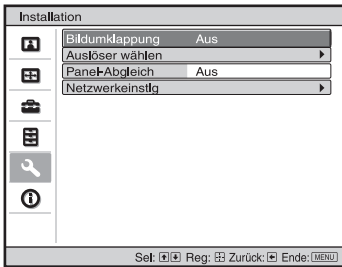 Installation
Bildumklappung Aus
Auslöser wählen
Panel-Abgleich Aus
Netzwerkeinstlg
Sel: Reg: Zurück: Ende: MENU